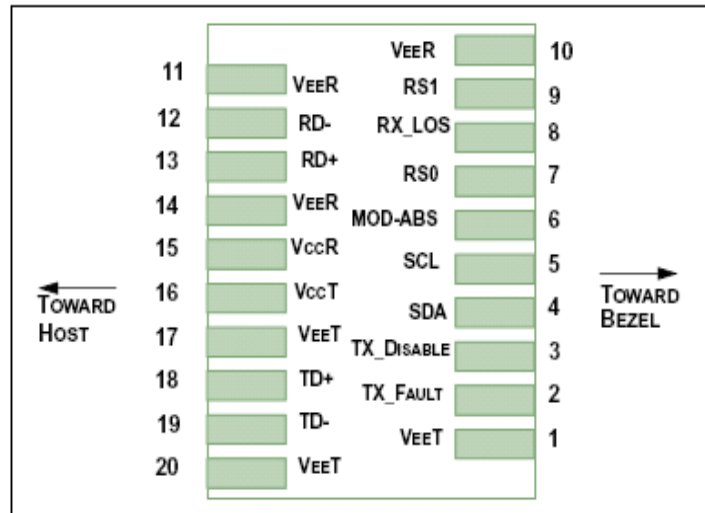 VEER 10
11 VEER
RS1 9
12 RD-
RX_LOS 8
13 RD+
RS0 7
14 VEER
MOD-ABS 6
15 VCCR
SCL 5
16 VCCT
TOWARD HOST
TOWARD BEZEL
SDA 4
17 VEET
TX_DISABLE 3
18 TD+
TX_FAULT 2
19 TD-
VEET 1
20 VEET